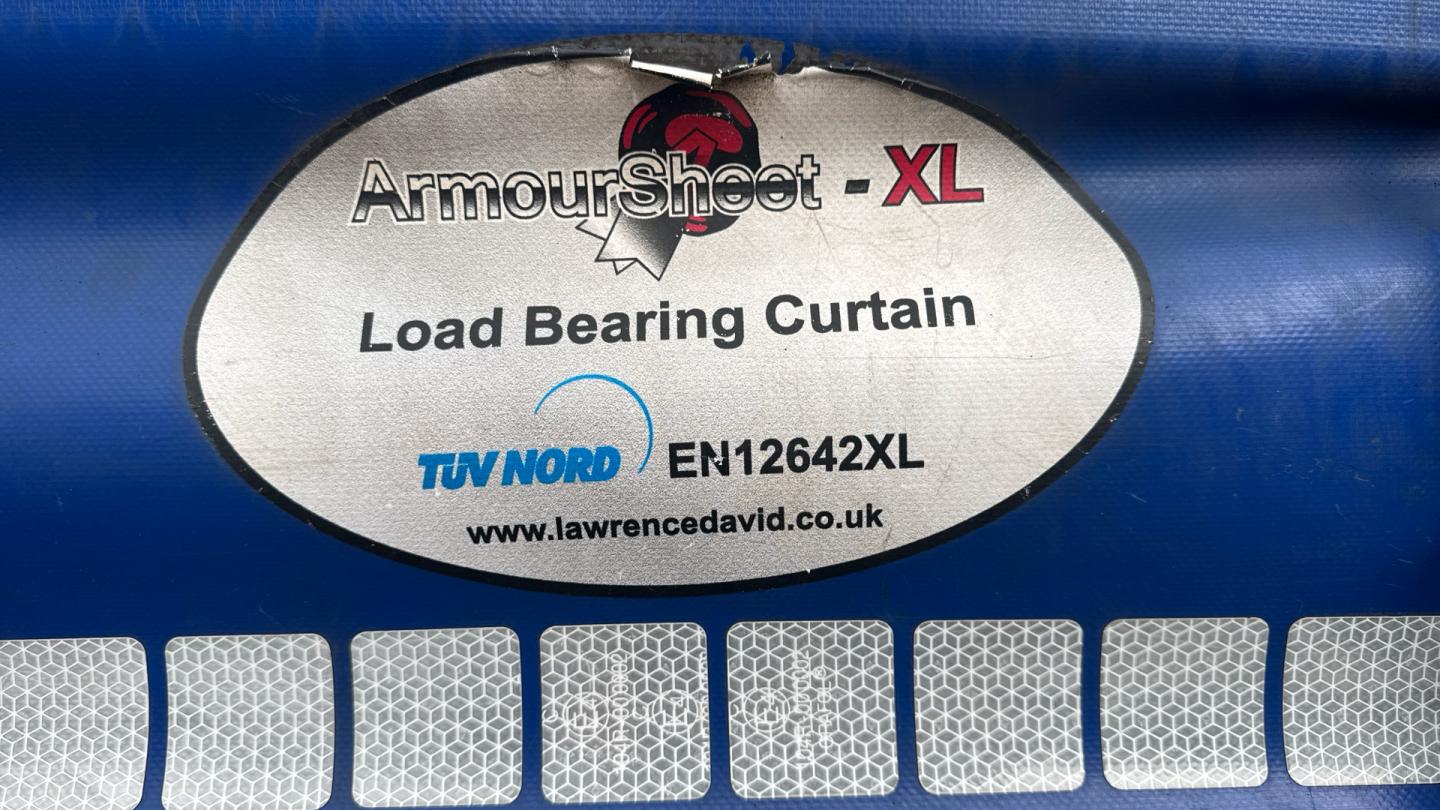 ArmourSheet - XL
Load Bearing Curtain
TÜV NORD EN12642XL
www.lawrencedavid.co.uk